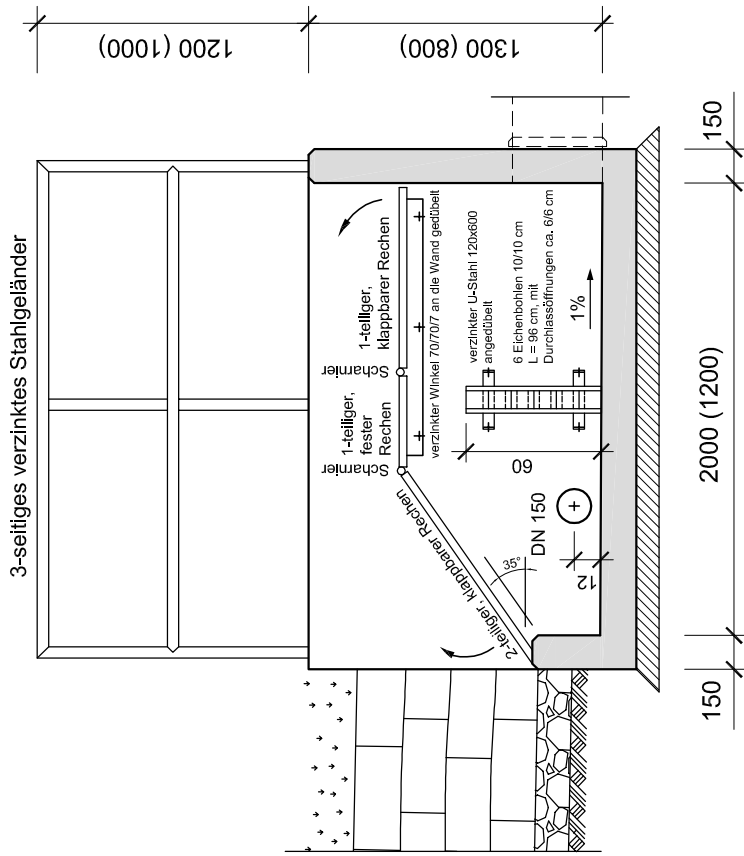 3-seitiges verzinktes Stahlgeländer
1200 (1000)
1300 (800)
1-teiliger,
klappbarer Rechen
Scharnier
1-teiliger,
fester
Rechen
Scharnier
verzinkter Winkel 70/70/7 an die Wand gedübelt
2-teiliger, klappbarer Rechen
35°
verzinkter U-Stahl 120x600
angedübelt
6 Eichenbohlen 10/10 cm
L = 96 cm, mit
Durchlassöffnungen ca. 6/6 cm
60
DN 150
12
1%
150
2000 (1200)
150